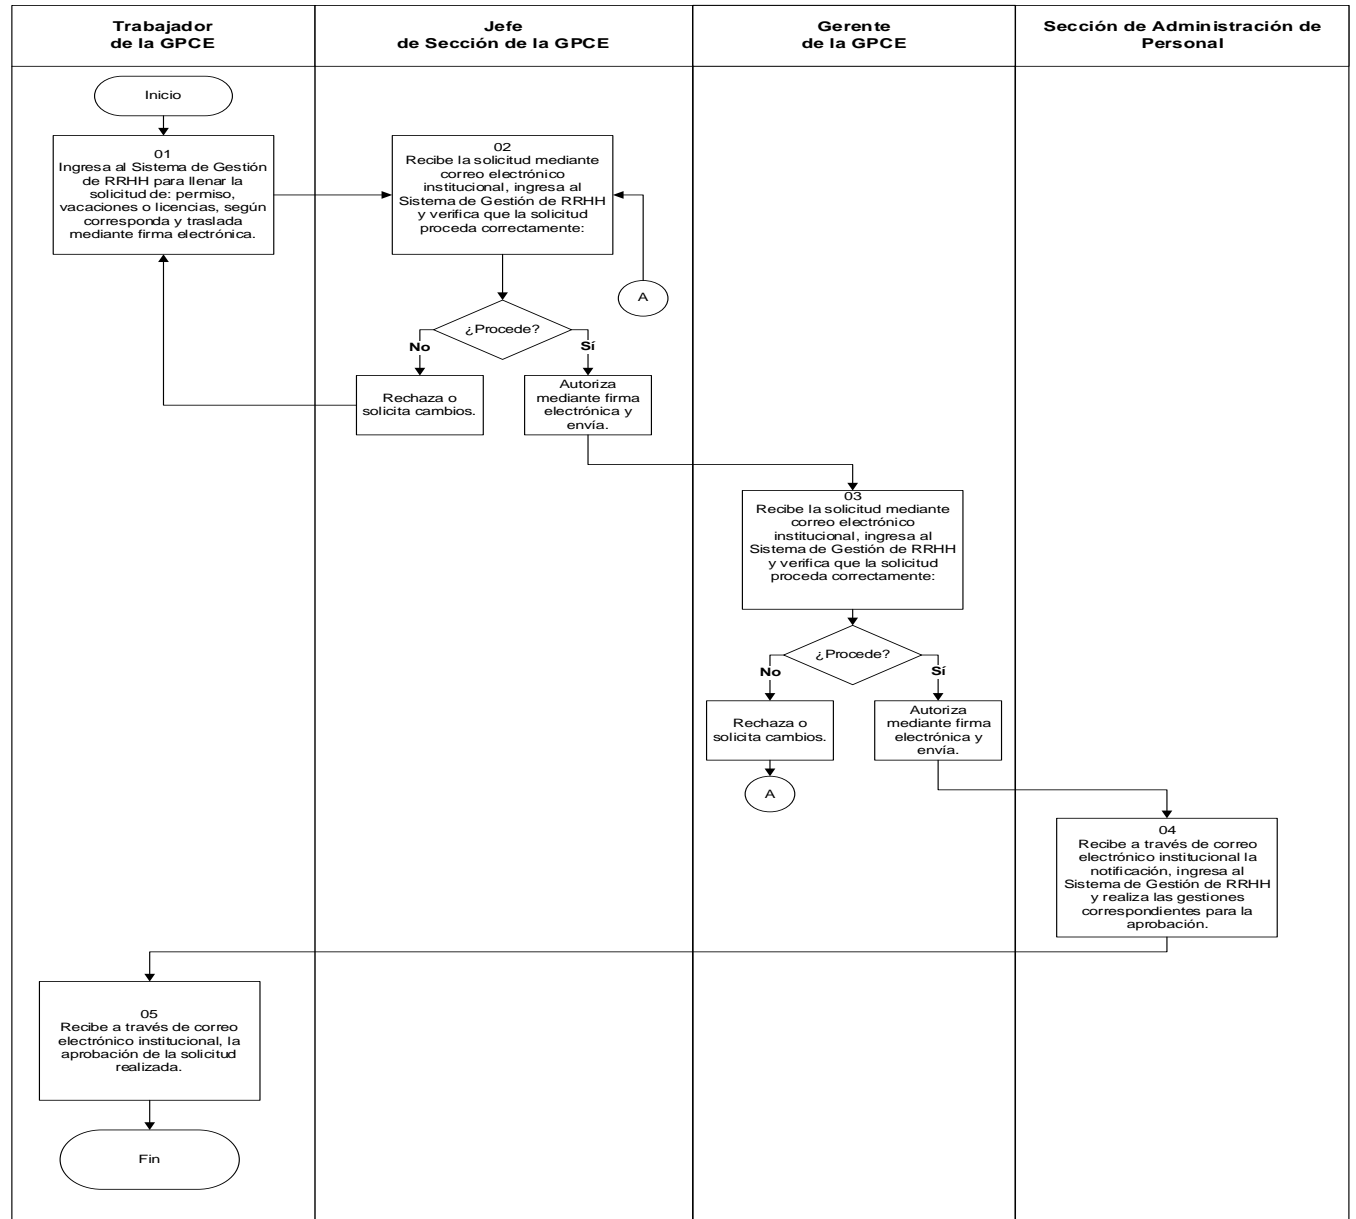 Trabajador
de la GPCE
Jefe
de Sección de la GPCE
Gerente
de la GPCE
Sección de Administración de
Personal
Inicio
01
Ingresa al Sistema de Gestión
de RRHH para llenar la
solicitud de: permiso,
vacaciones o licencias, según
corresponda y traslada
mediante firma electrónica.
02
Recibe la solicitud mediante
correo electrónico
institucional, ingresa al
Sistema de Gestión de RRHH
y verifica que la solicitud
proceda correctamente:
A
¿Procede?
No
Sí
Rechaza o
solicita cambios.
Autoriza
mediante firma
electrónica y
envía.
03
Recibe la solicitud mediante
correo electrónico
institucional, ingresa al
Sistema de Gestión de RRHH
y verifica que la solicitud
proceda correctamente:
¿Procede?
No
Sí
Rechaza o
solicita cambios.
Autoriza
mediante firma
electrónica y
envía.
A
04
Recibe a través de correo
electrónico institucional la
notificación, ingresa al
Sistema de Gestión de RRHH
y realiza las gestiones
correspondientes para la
aprobación.
05
Recibe a través de correo
electrónico institucional, la
aprobación de la solicitud
realizada.
Fin